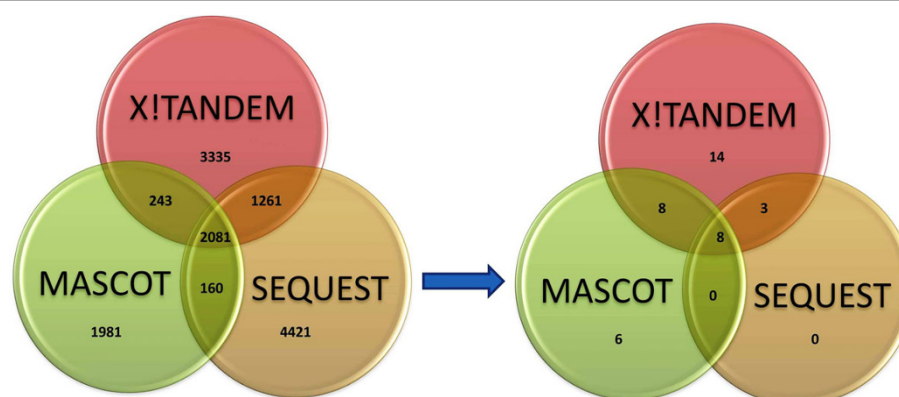 X!TANDEM
3335
243
1261
2081
MASCOT
160
SEQUEST
1981
4421
X!TANDEM
14
8
3
8
MASCOT
0
SEQUEST
6
0